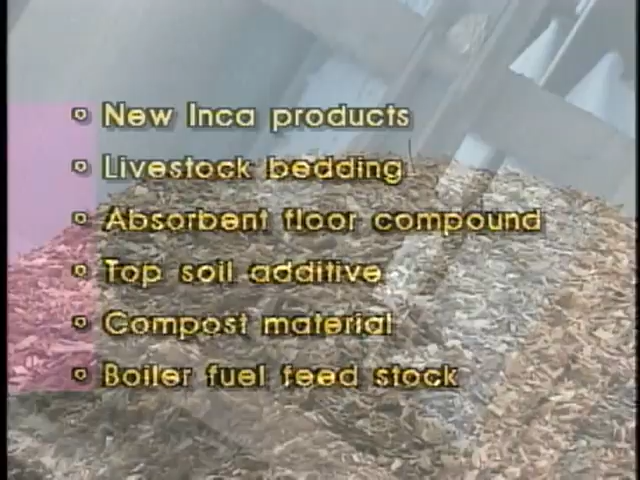 New Inca products
Livestock bedding
Absorbent floor compound
Top soil additive
Compost material
Boiler fuel feed stock